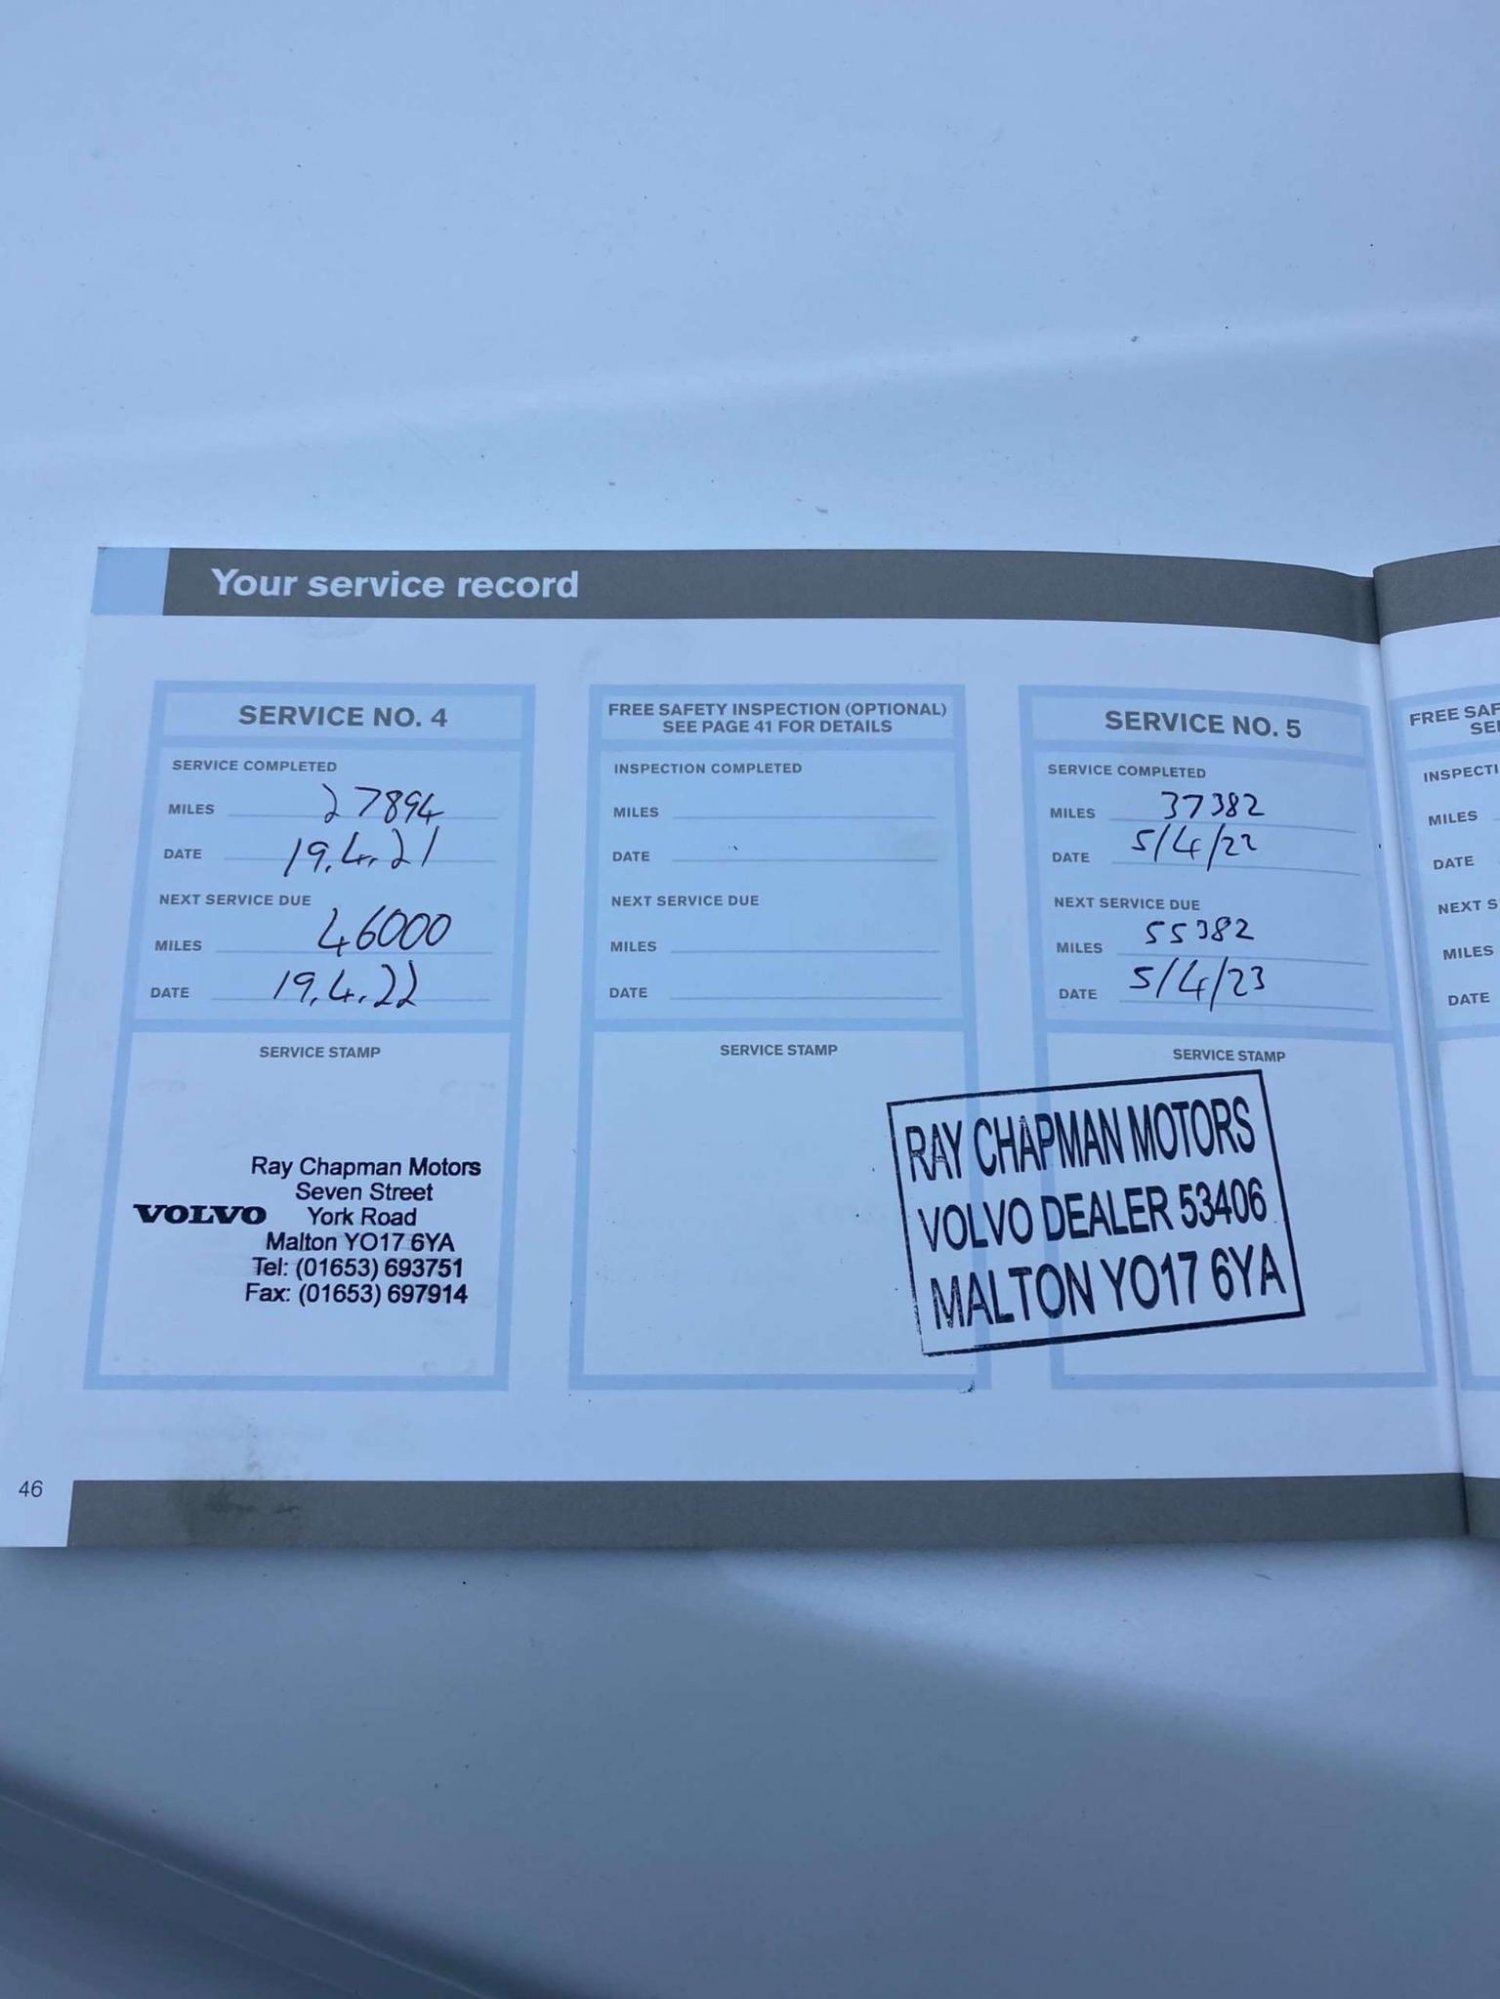 Your service record
SERVICE NO. 4
SERVICE COMPLETED
MILES 27894
DATE 19.4.21
NEXT SERVICE DUE
MILES 46000
DATE 19.4.22
SERVICE STAMP
VOLVO
Ray Chapman Motors
Seven Street
York Road
Malton YO17 6YA
Tel: (01653) 693751
Fax: (01653) 697914
FREE SAFETY INSPECTION (OPTIONAL)
SEE PAGE 41 FOR DETAILS
INSPECTION COMPLETED
MILES
DATE
NEXT SERVICE DUE
MILES
DATE
SERVICE STAMP
SERVICE NO. 5
SERVICE COMPLETED
MILES 37382
DATE 5/4/22
NEXT SERVICE DUE
MILES 55382
DATE 5/4/23
SERVICE STAMP
RAY CHAPMAN MOTORS
VOLVO DEALER 53406
MALTON YO17 6YA
FREE SAF
SE
INSPECTI
MILES
DATE
NEXT S
MILES
DATE
46